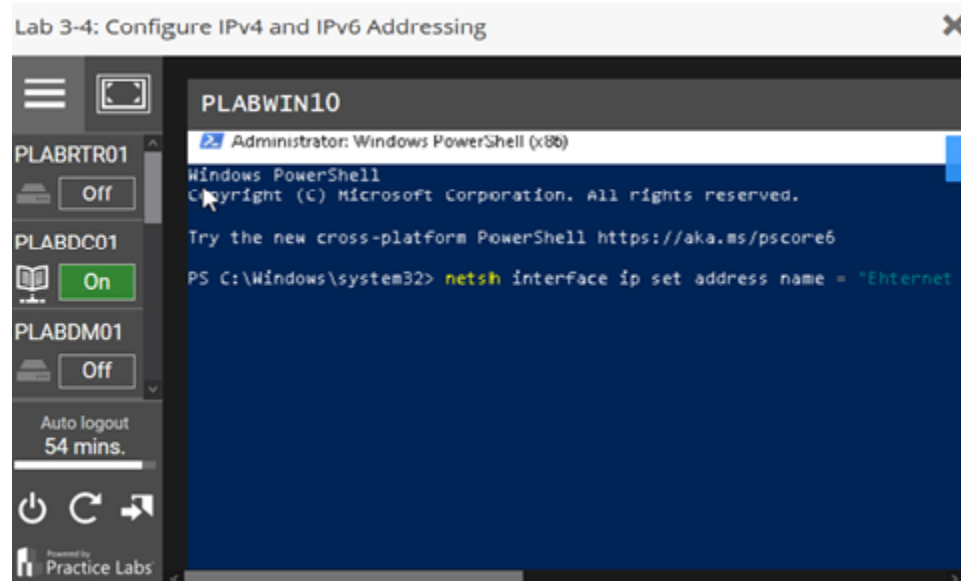 Lab 3-4: Configure IPv4 and IPv6 Addressing
PLABWIN10
Administrator: Windows PowerShell (x86)
Windows PowerShell
Copyright (C) Microsoft Corporation. All rights reserved.
Try the new cross-platform PowerShell https://aka.ms/pscore6
PS C:\Windows\system32> netsh interface ip set address name = "Ehternet
PLABRTR01
Off
PLABDC01
On
PLABDM01
Off
Auto logout
54 mins.
Powered by
Practice Labs